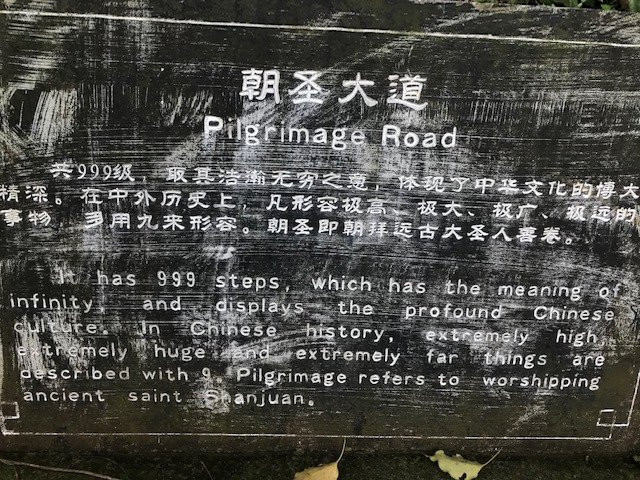 朝圣大道
Pilgrimage Road
共999级，取其浩瀚无穷之意，体现了中华文化的博大
精深。在中外历史上，凡形容极高、极大、极广、极远的
事物，多用九来形容。朝圣即朝拜远古大圣人善卷。
It has 999 steps, which has the meaning of
infinity, and displays the profound Chinese
culture. In Chinese history, extremely high,
extremely huge and extremely far things are
described with 9. Pilgrimage refers to worshipping
ancient saint Shanjuan.